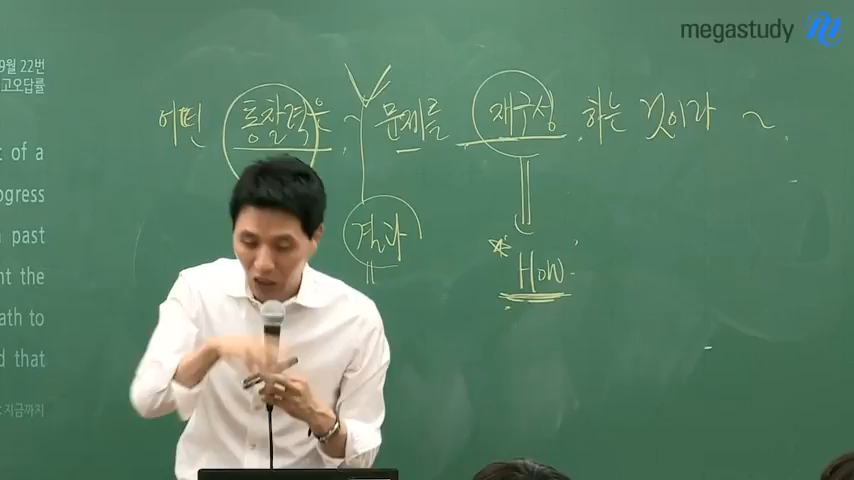 megastudy
9월 22번
고오답률
어떤 통찰력은 ~ 문제를 재구성 하는 것이라 ~
결과
How
t of a
ogress
past
nt the
ath to
d that
지금까지